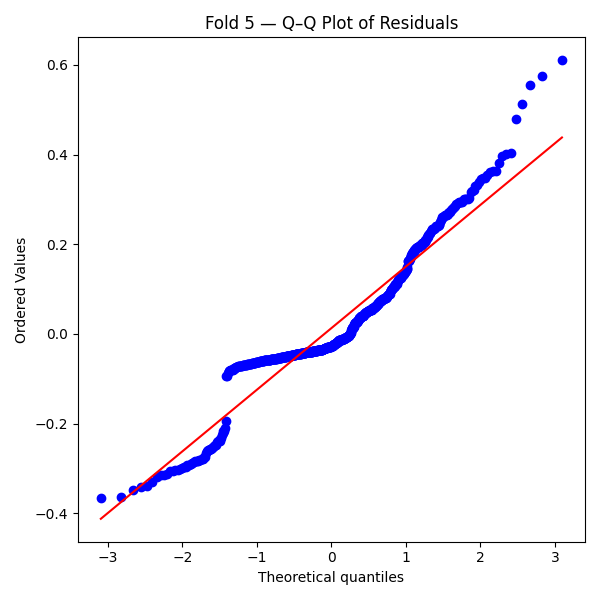 Fold 5 — Q–Q Plot of Residuals
Ordered Values
0.6
0.4
0.2
0.0
−0.2
−0.4
−3 −2 −1 0 1 2 3
Theoretical quantiles